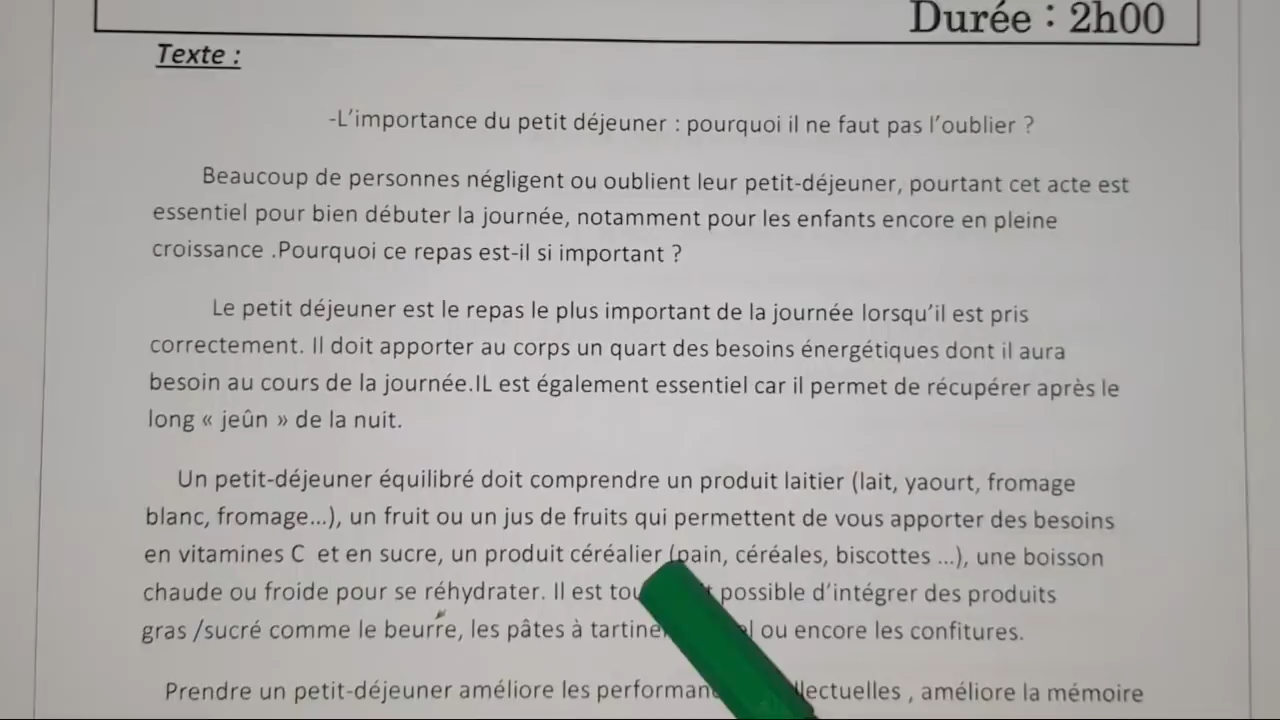 Durée : 2h00
Texte :
-L'importance du petit déjeuner : pourquoi il ne faut pas l'oublier ?
Beaucoup de personnes négligent ou oublient leur petit-déjeuner, pourtant cet acte est
essentiel pour bien débuter la journée, notamment pour les enfants encore en pleine
croissance .Pourquoi ce repas est-il si important ?
Le petit déjeuner est le repas le plus important de la journée lorsqu'il est pris
correctement. Il doit apporter au corps un quart des besoins énergétiques dont il aura
besoin au cours de la journée.IL est également essentiel car il permet de récupérer après le
long « jeûn » de la nuit.
Un petit-déjeuner équilibré doit comprendre un produit laitier (lait, yaourt, fromage
blanc, fromage...), un fruit ou un jus de fruits qui permettent de vous apporter des besoins
en vitamines C et en sucre, un produit céréalier (pain, céréales, biscottes ...), une boisson
chaude ou froide pour se réhydrater. Il est possible d'intégrer des produits
gras /sucré comme le beurre, les pâtes à ou encore les confitures.
Prendre un petit-déjeuner améliore les , améliore la mémoire